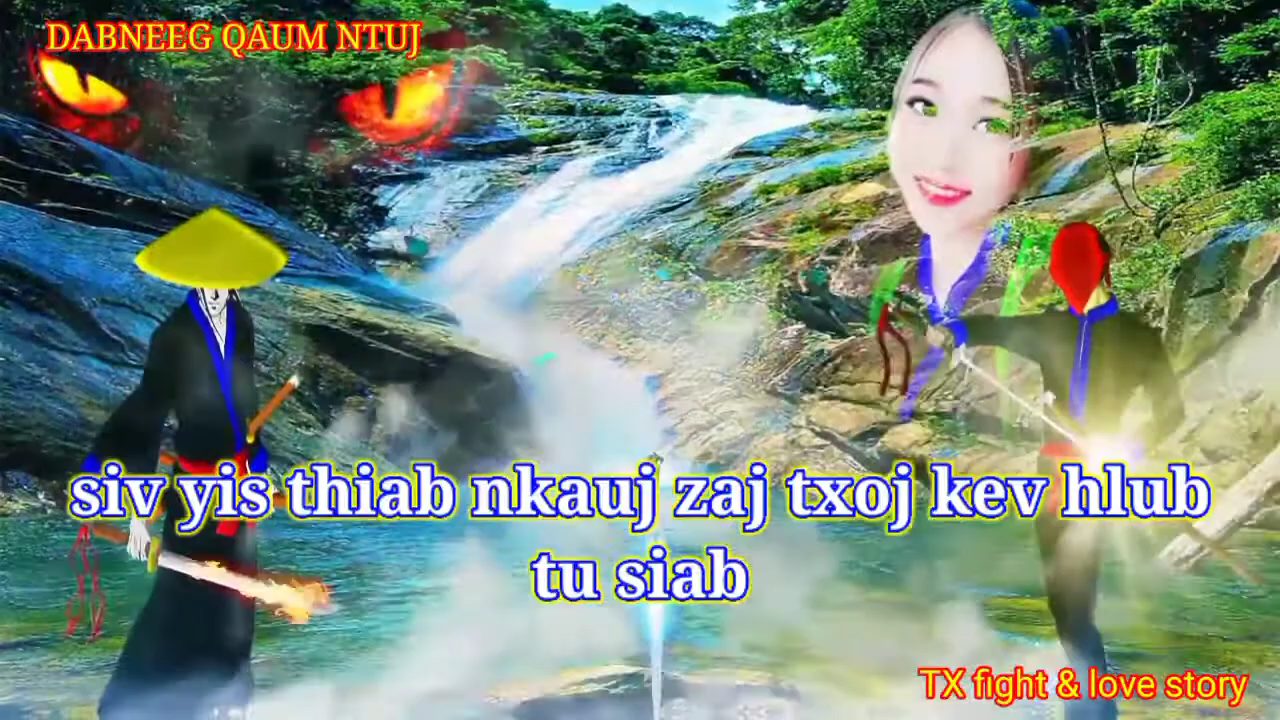 DABNEEG QAUM NTUJ
siv yis thiab nkauj zaj txoj kev hlub
tu siab
TX fight & love story